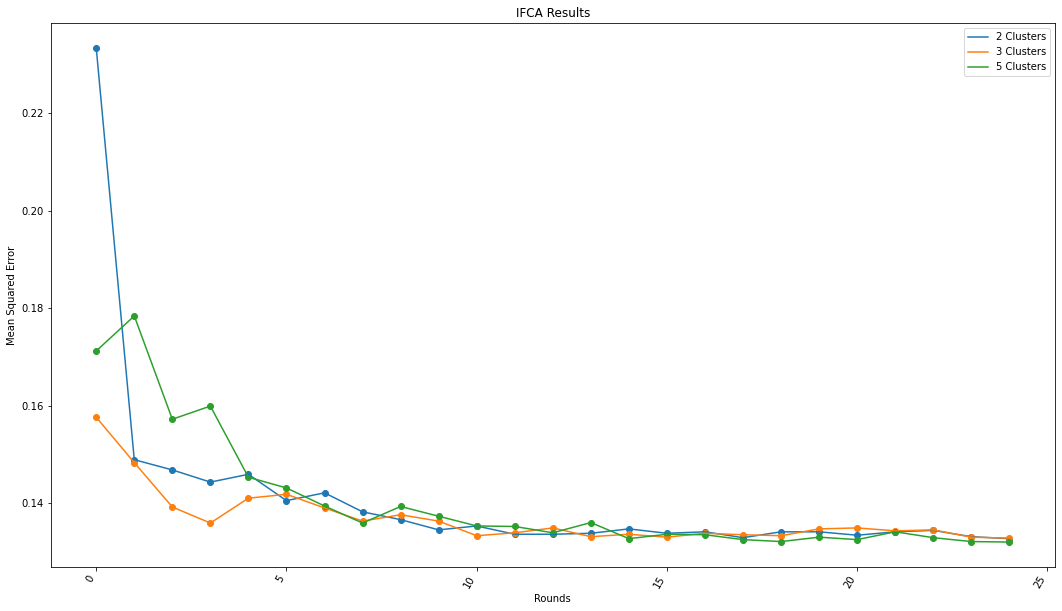 IFCA Results
2 Clusters
3 Clusters
5 Clusters
Mean Squared Error
0.22
0.20
0.18
0.16
0.14
0
5
10
15
20
25
Rounds